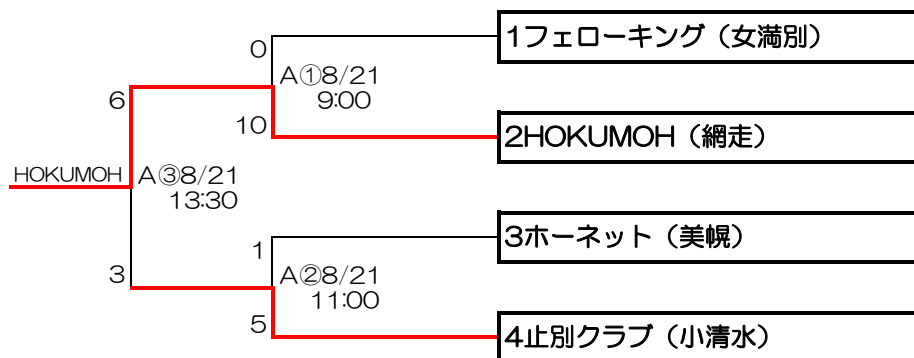 0
1フェローキング（女満別）
A①8/21
9:00
6
10
2HOKUMOH（網走）
HOKUMOH
A③8/21
13:30
1
3ホーネット（美幌）
3
A②8/21
11:00
5
4止別クラブ（小清水）